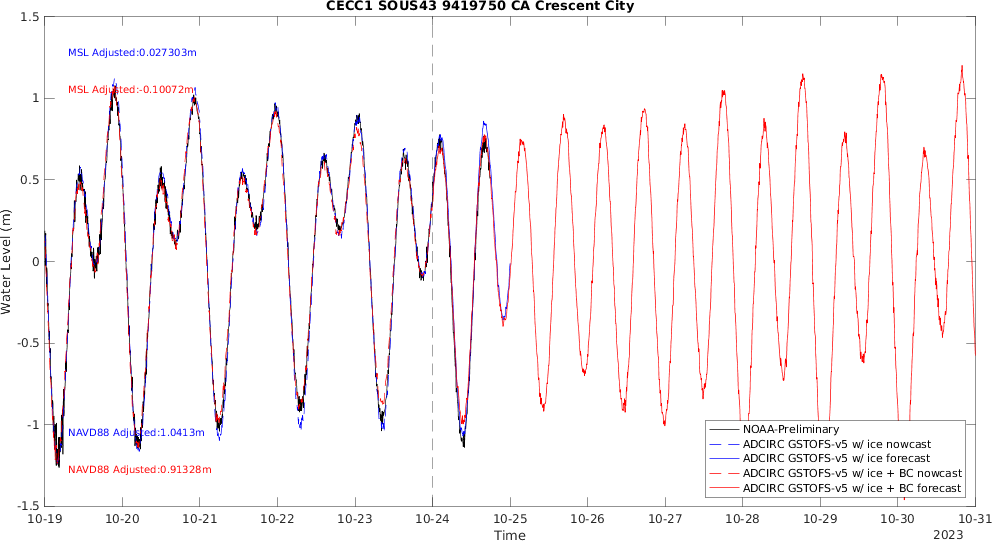 CECC1 SOUS43 9419750 CA Crescent City
MSL Adjusted:0.027303m
MSL Adjusted:-0.10072m
NAVD88 Adjusted:1.0413m
NAVD88 Adjusted:0.91328m
Water Level (m)
1.5
1
0.5
0
-0.5
-1
-1.5
NOAA-Preliminary
ADCIRC GSTOFS-v5 w/ ice nowcast
ADCIRC GSTOFS-v5 w/ ice forecast
ADCIRC GSTOFS-v5 w/ ice + BC nowcast
ADCIRC GSTOFS-v5 w/ ice + BC forecast
10-19 10-20 10-21 10-22 10-23 10-24 10-25 10-26 10-27 10-28 10-29 10-30 10-31
Time
2023